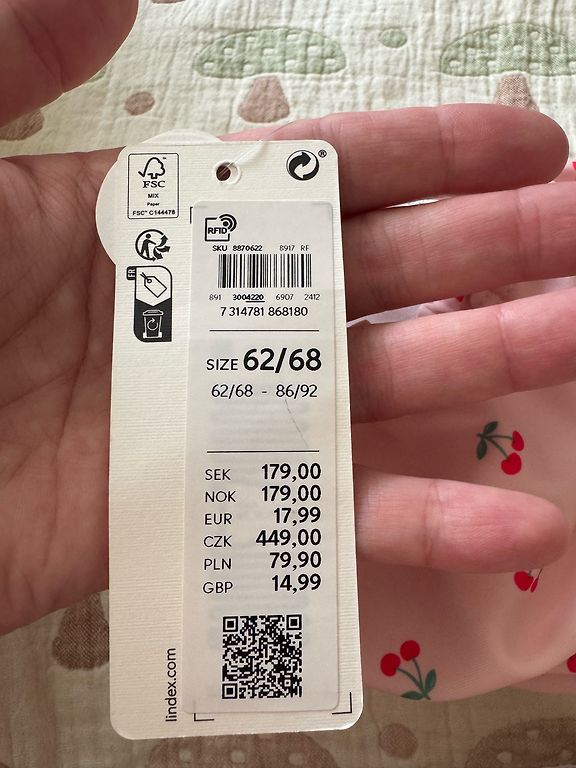 FSC
MIX
Paper
FSC™ C144478
®
FR
RFID
SKU 8870622 8917 RF
891 3004220 6907 2412
7 314781 868180
SIZE 62/68
62/68 - 86/92
SEK 179,00
NOK 179,00
EUR 17,99
CZK 449,00
PLN 79,90
GBP 14,99
lindex.com